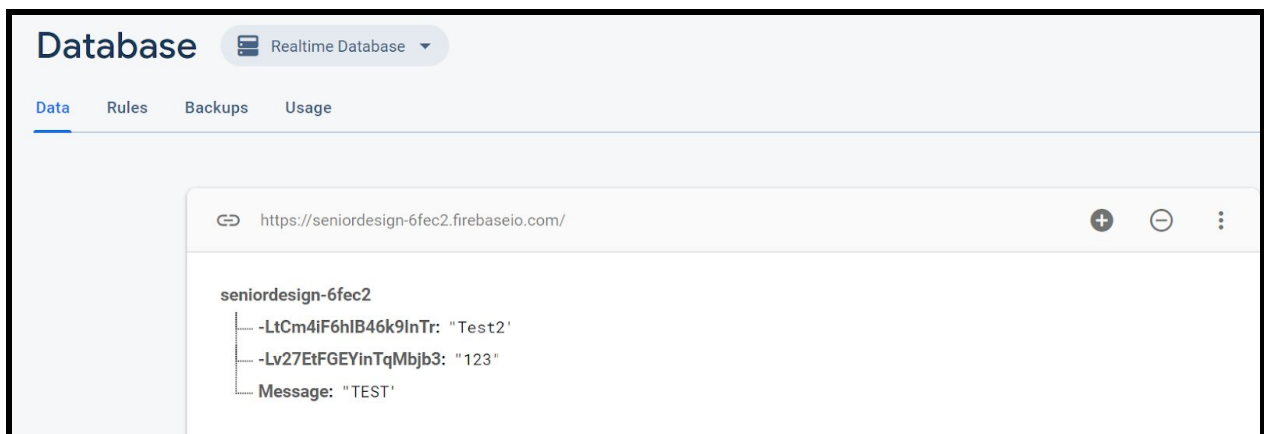 Database Realtime Database
Data Rules Backups Usage
https://seniordesign-6fec2.firebaseio.com/
seniordesign-6fec2
-LtCm4iF6hIB46k9InTr: "Test2"
-Lv27EtFGEYinTqMbjb3: "123"
Message: "TEST"